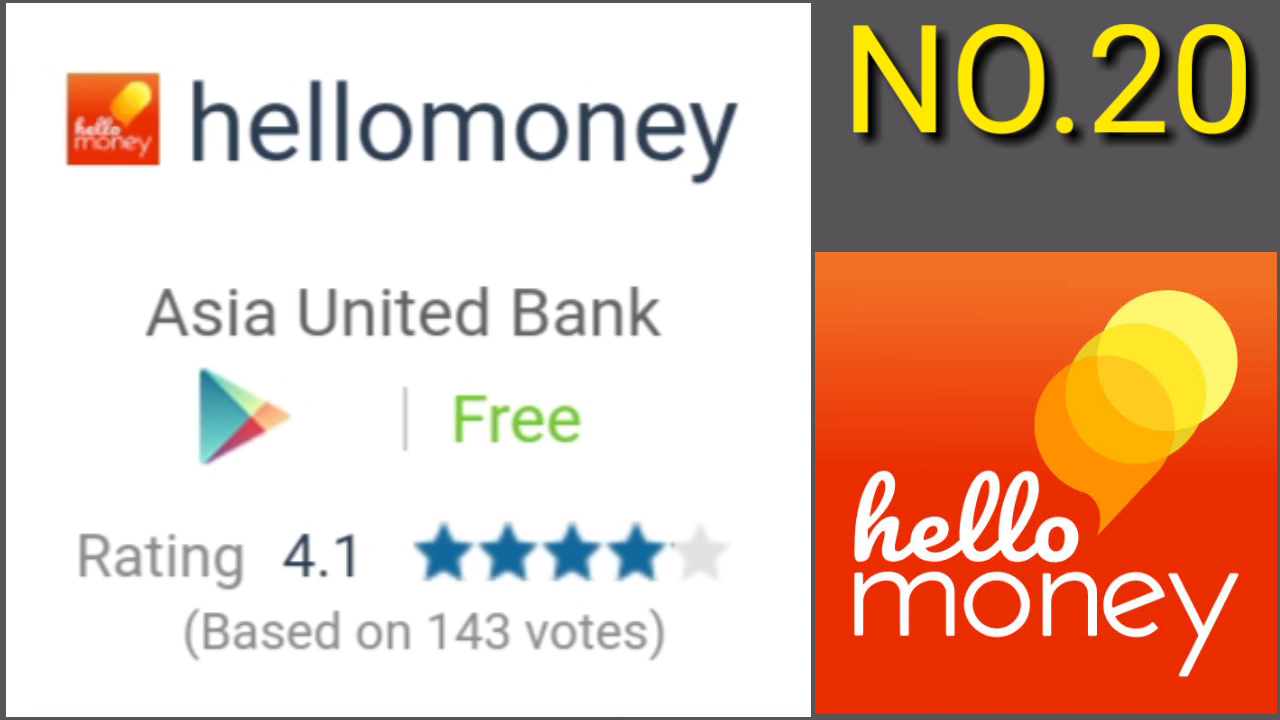 hello
money
hellomoney
Asia United Bank
Free
Rating 4.1
(Based on 143 votes)
NO.20
hello
money